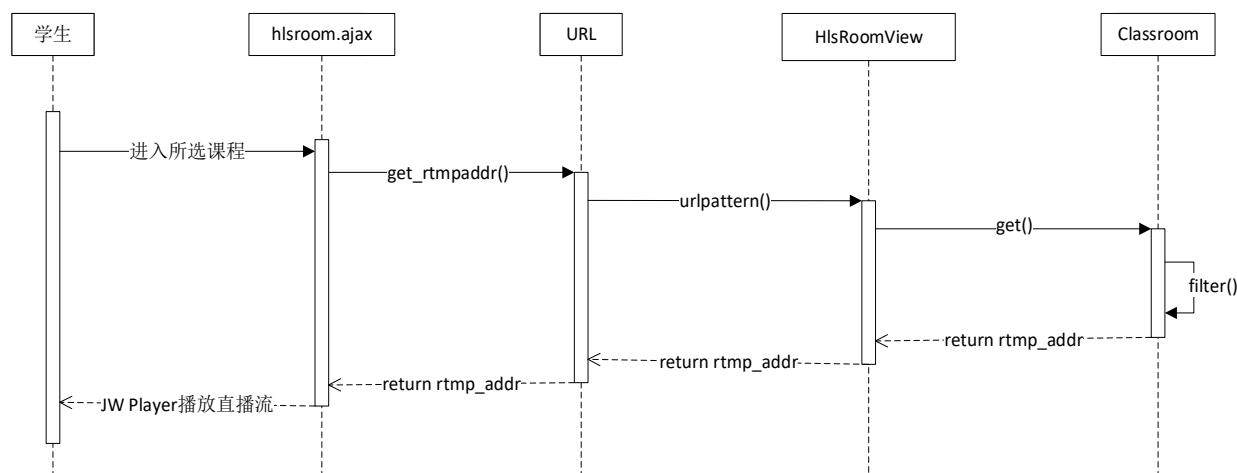 学生
hlsroom.ajax
URL
HlsRoomView
Classroom
进入所选课程
get_rtmpaddr()
urlpattern()
get()
filter()
return rtmp_addr
return rtmp_addr
return rtmp_addr
JW Player播放直播流